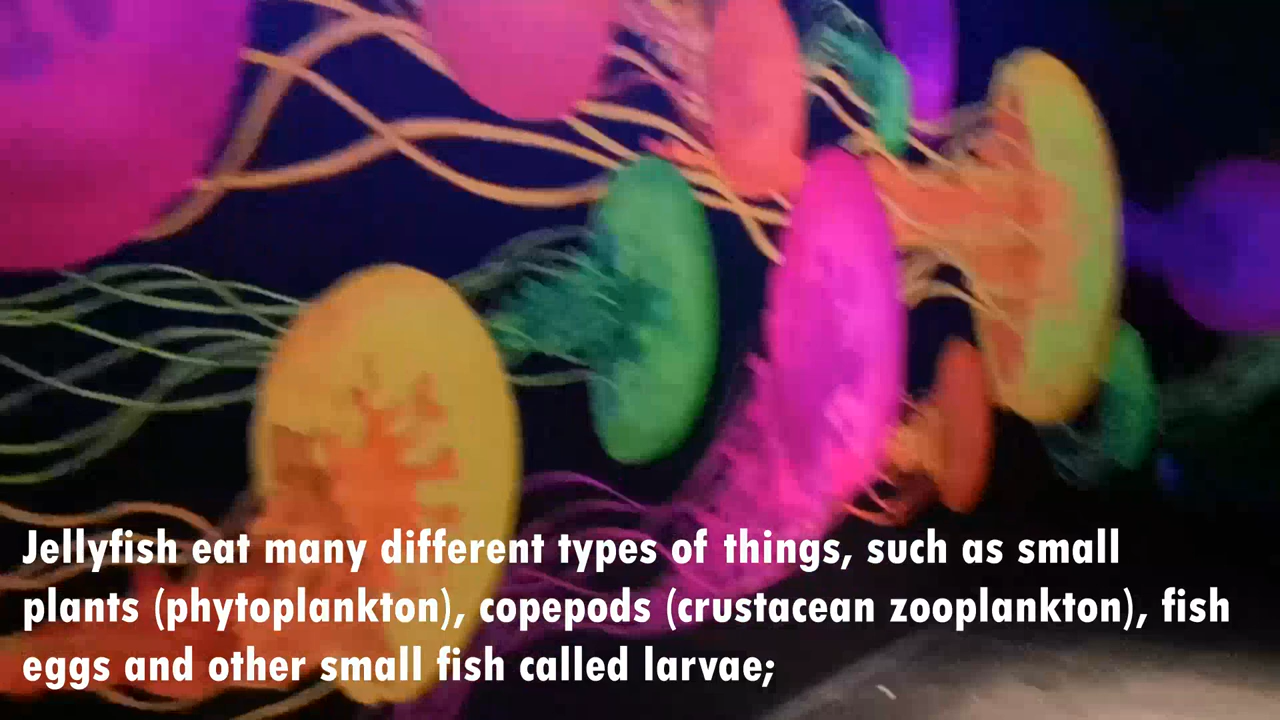 Jellyfish eat many different types of things, such as small
plants (phytoplankton), copepods (crustacean zooplankton), fish
eggs and other small fish called larvae;